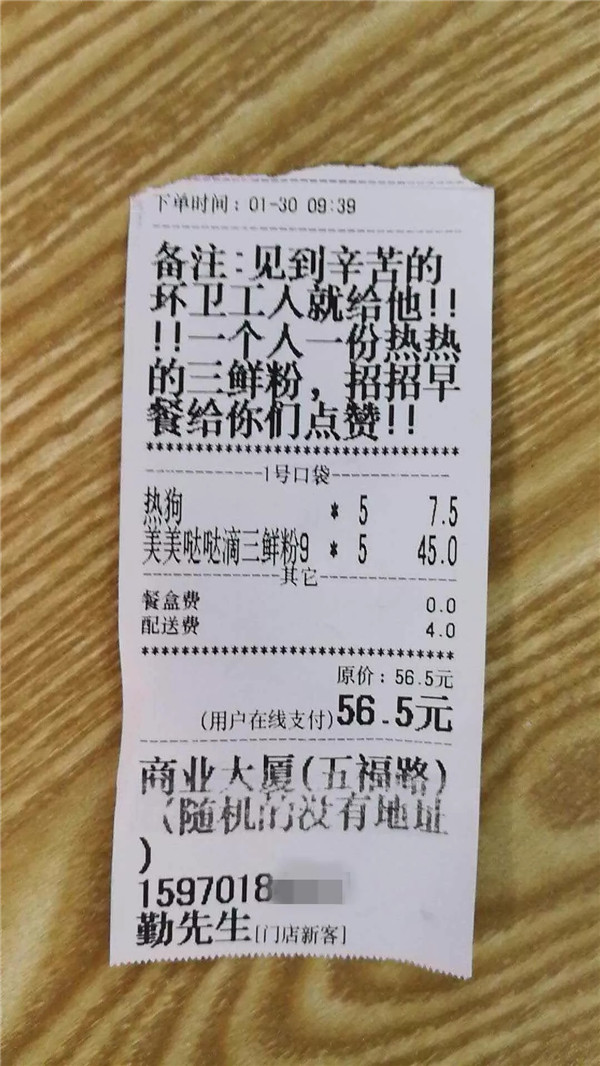 下单时间：01-30 09:39
备注:见到辛苦的
环卫工人就给他!!
!!一个人一份热热
的三鲜粉，招招早
餐给你们点赞!!
********************************
1号口袋
热狗 * 5 7.5
美美哒哒滴三鲜粉9 * 5 45.0
其它
餐盒费 0.0
配送费 4.0
********************************
原价：56.5元
(用户在线支付)56.5元
商业大厦(五福路)
(随机的没有地址
)
1597018
勤先生[门店新客]